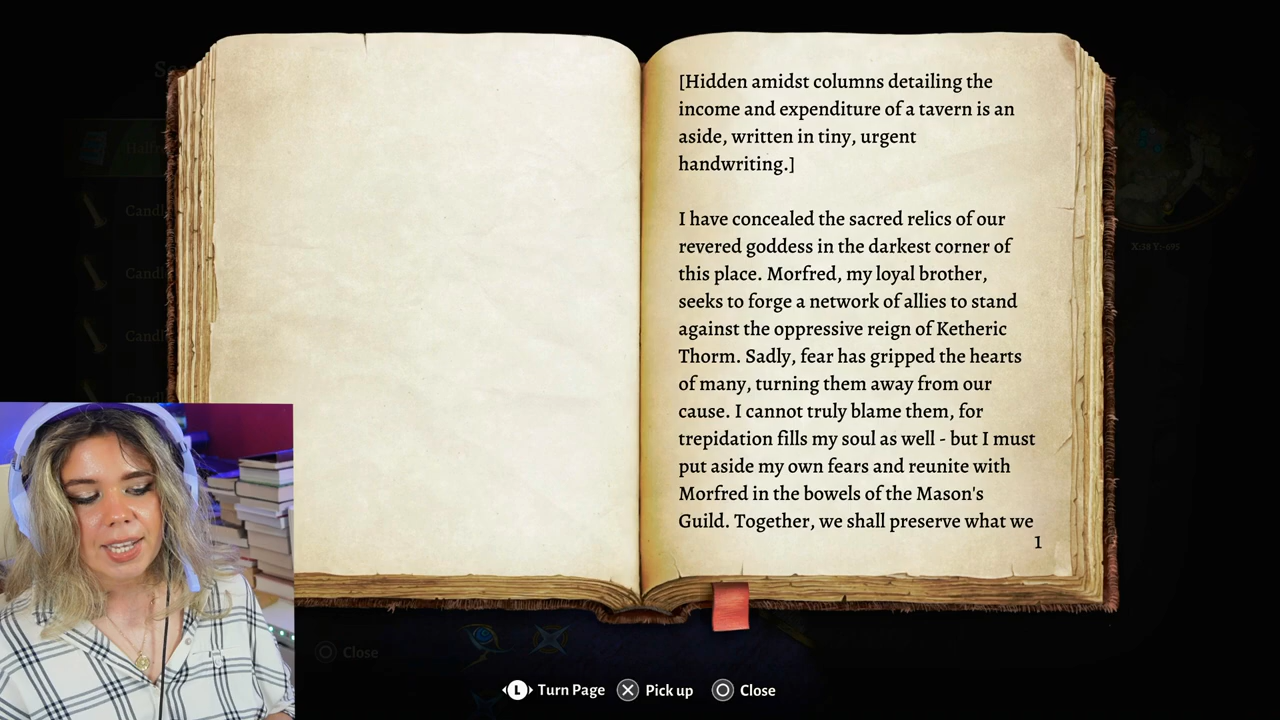 [Hidden amidst columns detailing the
income and expenditure of a tavern is an
aside, written in tiny, urgent
handwriting.]
I have concealed the sacred relics of our
revered goddess in the darkest corner of
this place. Morfred, my loyal brother,
seeks to forge a network of allies to stand
against the oppressive reign of Ketheric
Thorm. Sadly, fear has gripped the hearts
of many, turning them away from our
cause. I cannot truly blame them, for
trepidation fills my soul as well - but I must
put aside my own fears and reunite with
Morfred in the bowels of the Mason's
Guild. Together, we shall preserve what we
1
Close
L Turn Page Pick up Close